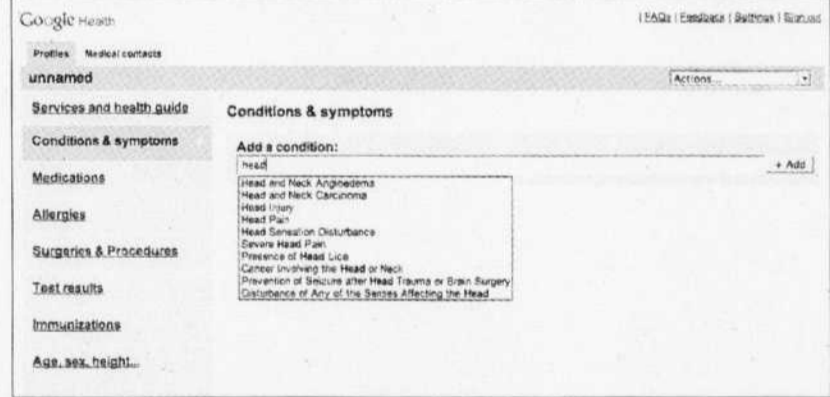 Google Health
| FAQs | Feedback | Settings | Sign out
Profiles Medical contacts
unnamed
Actions...
Services and health guide
Conditions & symptoms
Medications
Allergies
Surgeries & Procedures
Test results
Immunizations
Age, sex, height...
Conditions & symptoms
Add a condition:
head
+ Add
Head and Neck Angioedema
Head and Neck Carcinoma
Head Injury
Head Pain
Head Sensation Disturbance
Severe Head Pain
Presence of Head Lice
Cancer Involving the Head or Neck
Prevention of Seizure after Head Trauma or Brain Surgery
Disturbance of Any of the Senses Affecting the Head